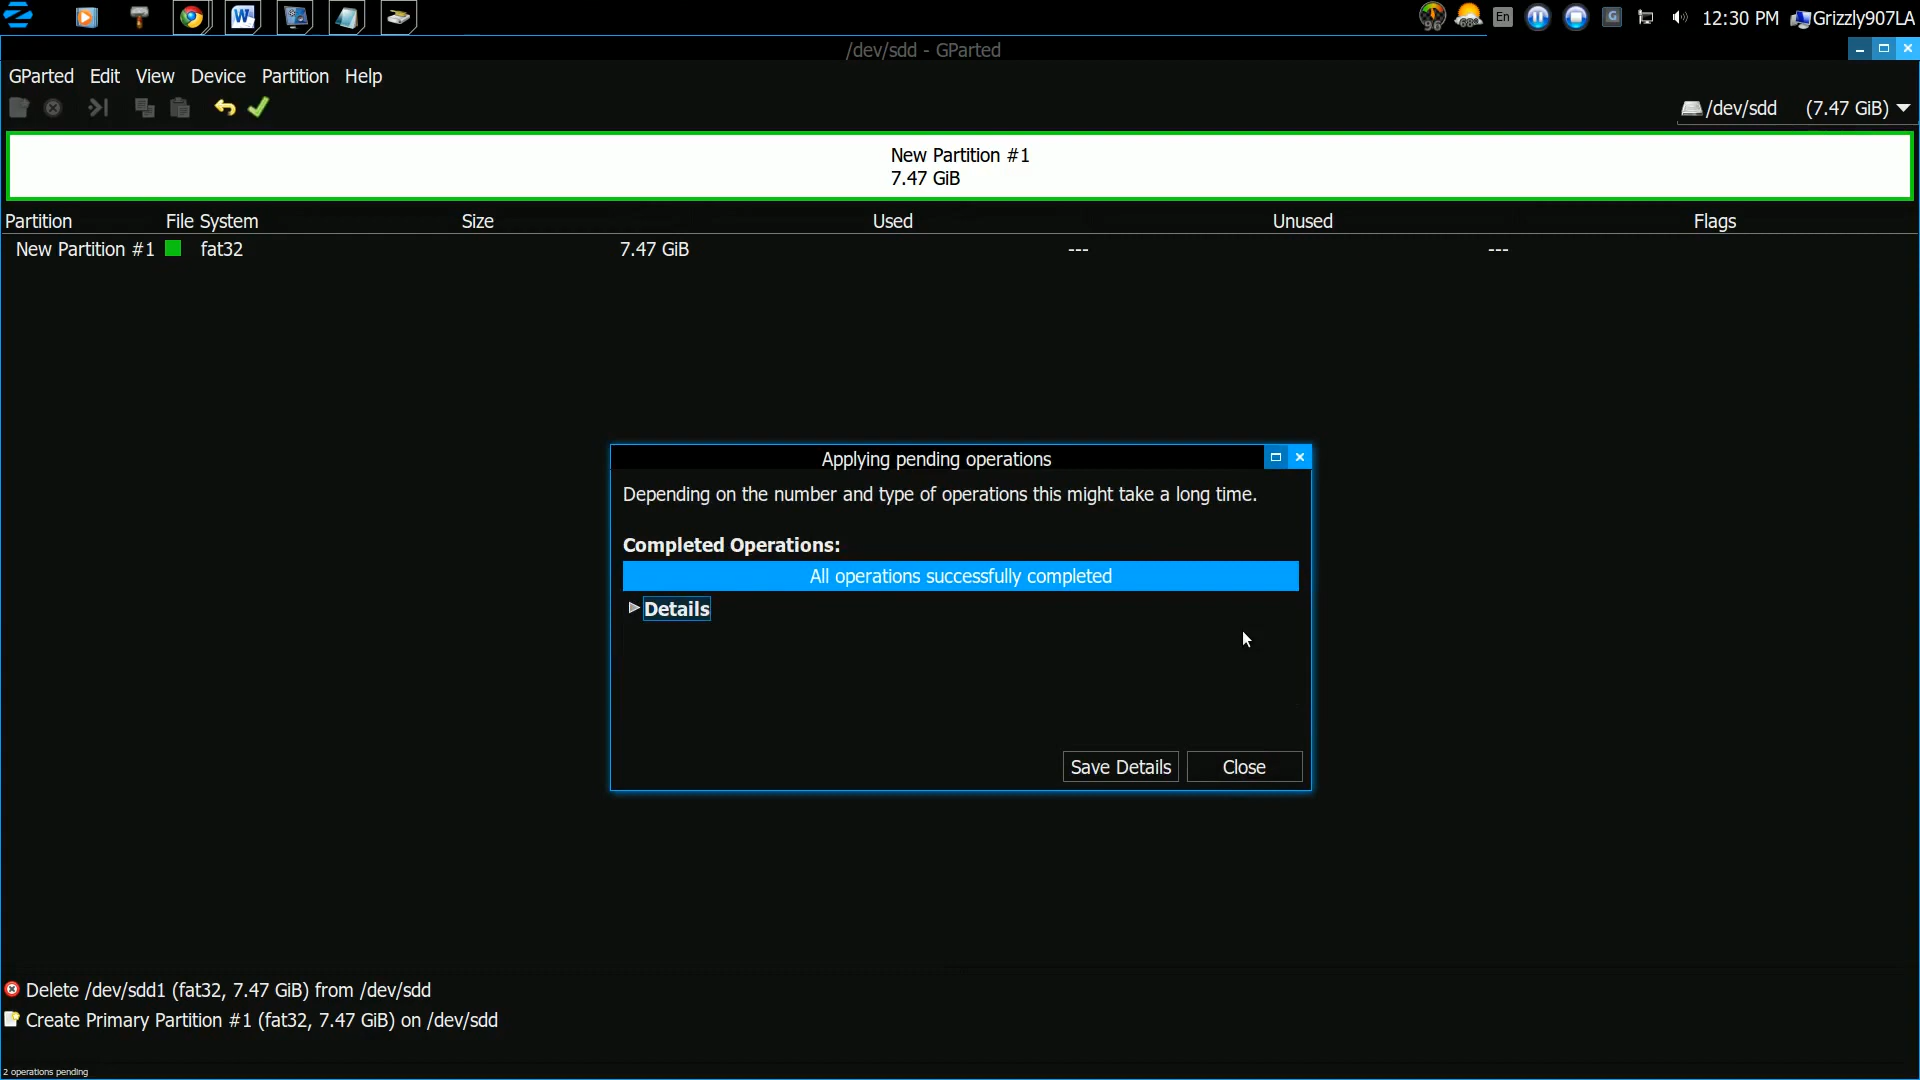 96
68°
En
G
12:30 PM
Grizzly907LA
/dev/sdd - GParted
GParted Edit View Device Partition Help
/dev/sdd (7.47 GiB)
New Partition #1
7.47 GiB
Partition File System Size Used Unused Flags
New Partition #1 fat32 7.47 GiB --- ---
Applying pending operations
Depending on the number and type of operations this might take a long time.
Completed Operations:
All operations successfully completed
Details
Save Details Close
Delete /dev/sdd1 (fat32, 7.47 GiB) from /dev/sdd
Create Primary Partition #1 (fat32, 7.47 GiB) on /dev/sdd
2 operations pending